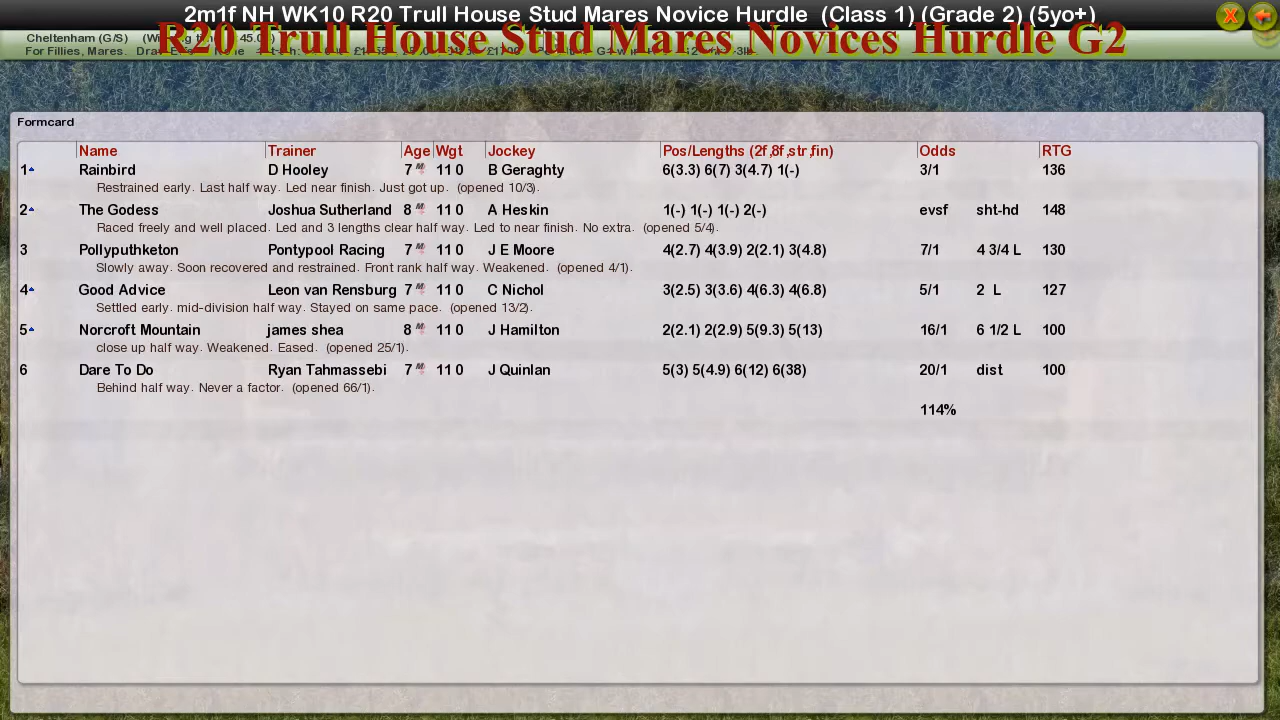 2m1f NH WK10 R20 Trull House Stud Mares Novice Hurdle (Class 1) (Grade 2) (5yo+)
R20 Trull House Stud Mares Novices Hurdle G2
Cheltenham (G/S)
For Fillies, Mares.
Formcard
Name Trainer Age Wgt Jockey Pos/Lengths (2f,8f,str,fin) Odds RTG
1 Rainbird D Hooley 7 11 0 B Geraghty 6(3.3) 6(7) 3(4.7) 1(-) 3/1 136
Restrained early. Last half way. Led near finish. Just got up. (opened 10/3).
2 The Godess Joshua Sutherland 8 11 0 A Heskin 1(-) 1(-) 1(-) 2(-) evsf sht-hd 148
Raced freely and well placed. Led and 3 lengths clear half way. Led to near finish. No extra. (opened 5/4).
3 Pollyputhketon Pontypool Racing 7 11 0 J E Moore 4(2.7) 4(3.9) 2(2.1) 3(4.8) 7/1 4 3/4 L 130
Slowly away. Soon recovered and restrained. Front rank half way. Weakened. (opened 4/1).
4 Good Advice Leon van Rensburg 7 11 0 C Nichol 3(2.5) 3(3.6) 4(6.3) 4(6.8) 5/1 2 L 127
Settled early. mid-division half way. Stayed on same pace. (opened 13/2).
5 Norcroft Mountain james shea 8 11 0 J Hamilton 2(2.1) 2(2.9) 5(9.3) 5(13) 16/1 6 1/2 L 100
close up half way. Weakened. Eased. (opened 25/1).
6 Dare To Do Ryan Tahmassebi 7 11 0 J Quinlan 5(3) 5(4.9) 6(12) 6(38) 20/1 dist 100
Behind half way. Never a factor. (opened 66/1).
114%